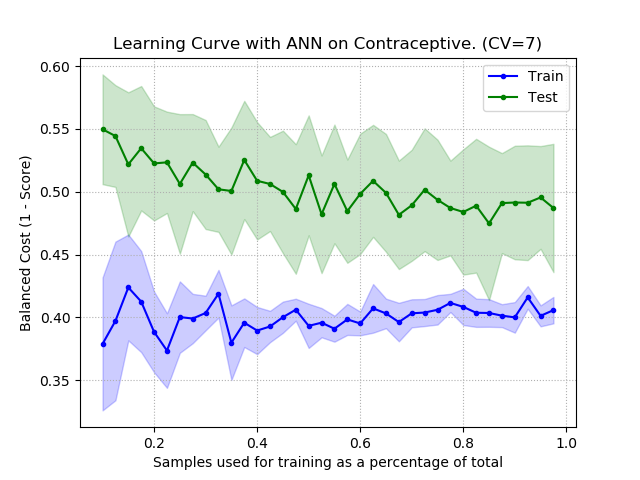 Learning Curve with ANN on Contraceptive. (CV=7)
Train
Test
Balanced Cost (1 - Score)
0.60
0.55
0.50
0.45
0.40
0.35
0.2
0.4
0.6
0.8
1.0
Samples used for training as a percentage of total